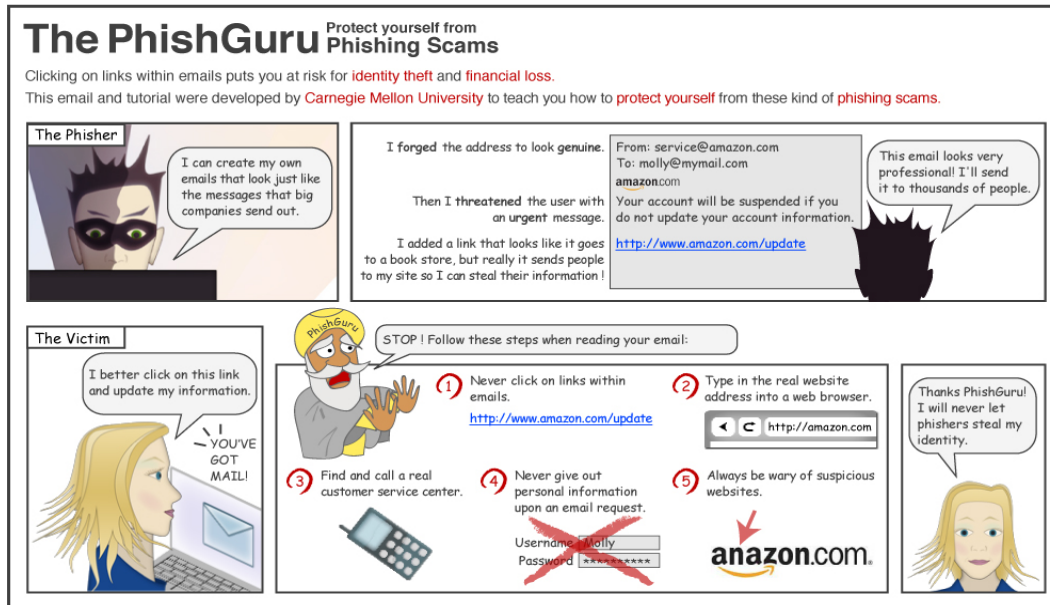 The PhishGuru Protect yourself from
Phishing Scams
Clicking on links within emails puts you at risk for identity theft and financial loss.
This email and tutorial were developed by Carnegie Mellon University to teach you how to protect yourself from these kind of phishing scams.
The Phisher
I can create my own
emails that look just like
the messages that big
companies send out.
I forged the address to look genuine.
Then I threatened the user with
an urgent message.
I added a link that looks like it goes
to a book store, but really it sends people
to my site so I can steal their information !
From: service@amazon.com
To: molly@mymail.com
amazon.com
Your account will be suspended if you
do not update your account information.
http://www.amazon.com/update
This email looks very
professional! I'll send
it to thousands of people.
The Victim
I better click on this link
and update my information.
YOU'VE
GOT
MAIL!
PhishGuru
STOP ! Follow these steps when reading your email:
1
Never click on links within
emails.
http://www.amazon.com/update
2
Type in the real website
address into a web browser.
http://amazon.com
3
Find and call a real
customer service center.
4
Never give out
personal information
upon an email request.
Username Molly
Password **********
5
Always be wary of suspicious
websites.
anazon.com.
Thanks PhishGuru!
I will never let
phishers steal my
identity.